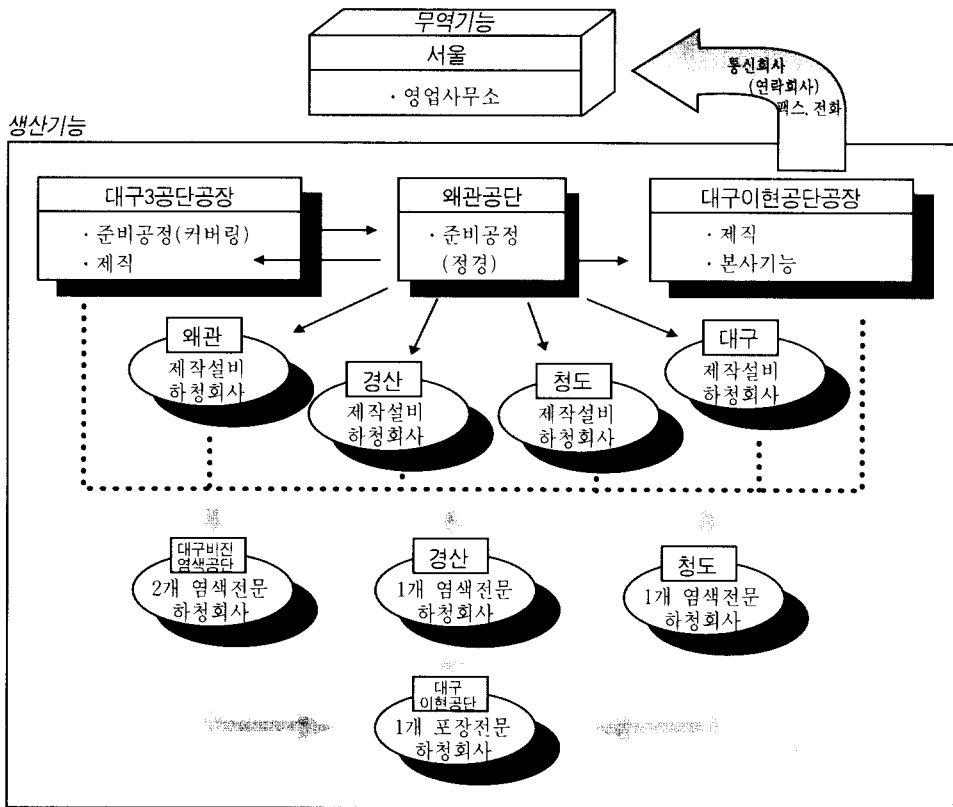 무역기능
서울
· 영업사무소
통신회사
(연락회사)
팩스, 전화
생산기능
대구3공단공장
· 준비공정(커버링)
· 제직
왜관공단
· 준비공정
(정경)
대구이현공단공장
· 제직
· 본사기능
왜관
제작설비
하청회사
경산
제작설비
하청회사
청도
제작설비
하청회사
대구
제작설비
하청회사
대구비진
염색공단
2개 염색전문
하청회사
경산
1개 염색전문
하청회사
청도
1개 염색전문
하청회사
대구
이현공단
1개 포장전문
하청회사